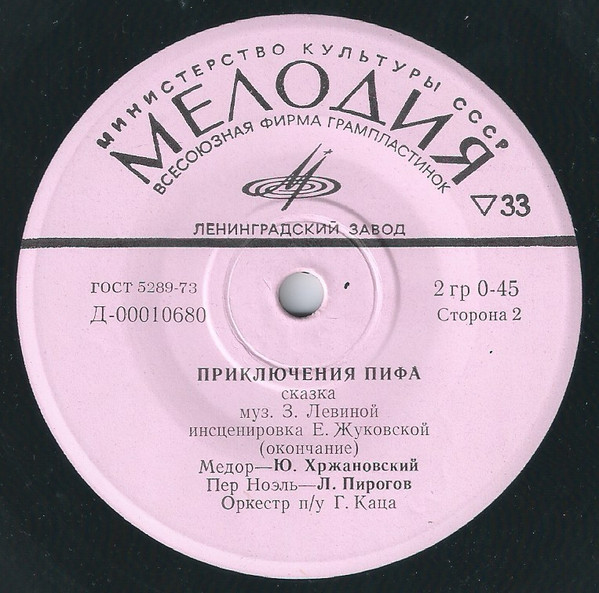 МИНИСТЕРСТВО КУЛЬТУРЫ СССР
МЕЛОДИЯ
ВСЕСОЮЗНАЯ ФИРМА ГРАМПЛАСТИНОК
▽33
ЛЕНИНГРАДСКИЙ ЗАВОД
ГОСТ 5289-73
2 гр 0-45
Д-00010680
Сторона 2
ПРИКЛЮЧЕНИЯ ПИФА
сказка
муз. З. Левиной
инсценировка Е. Жуковской
(окончание)
Медор—Ю. Хржановский
Пер Ноэль—Л. Пирогов
Оркестр п/у Г. Каца